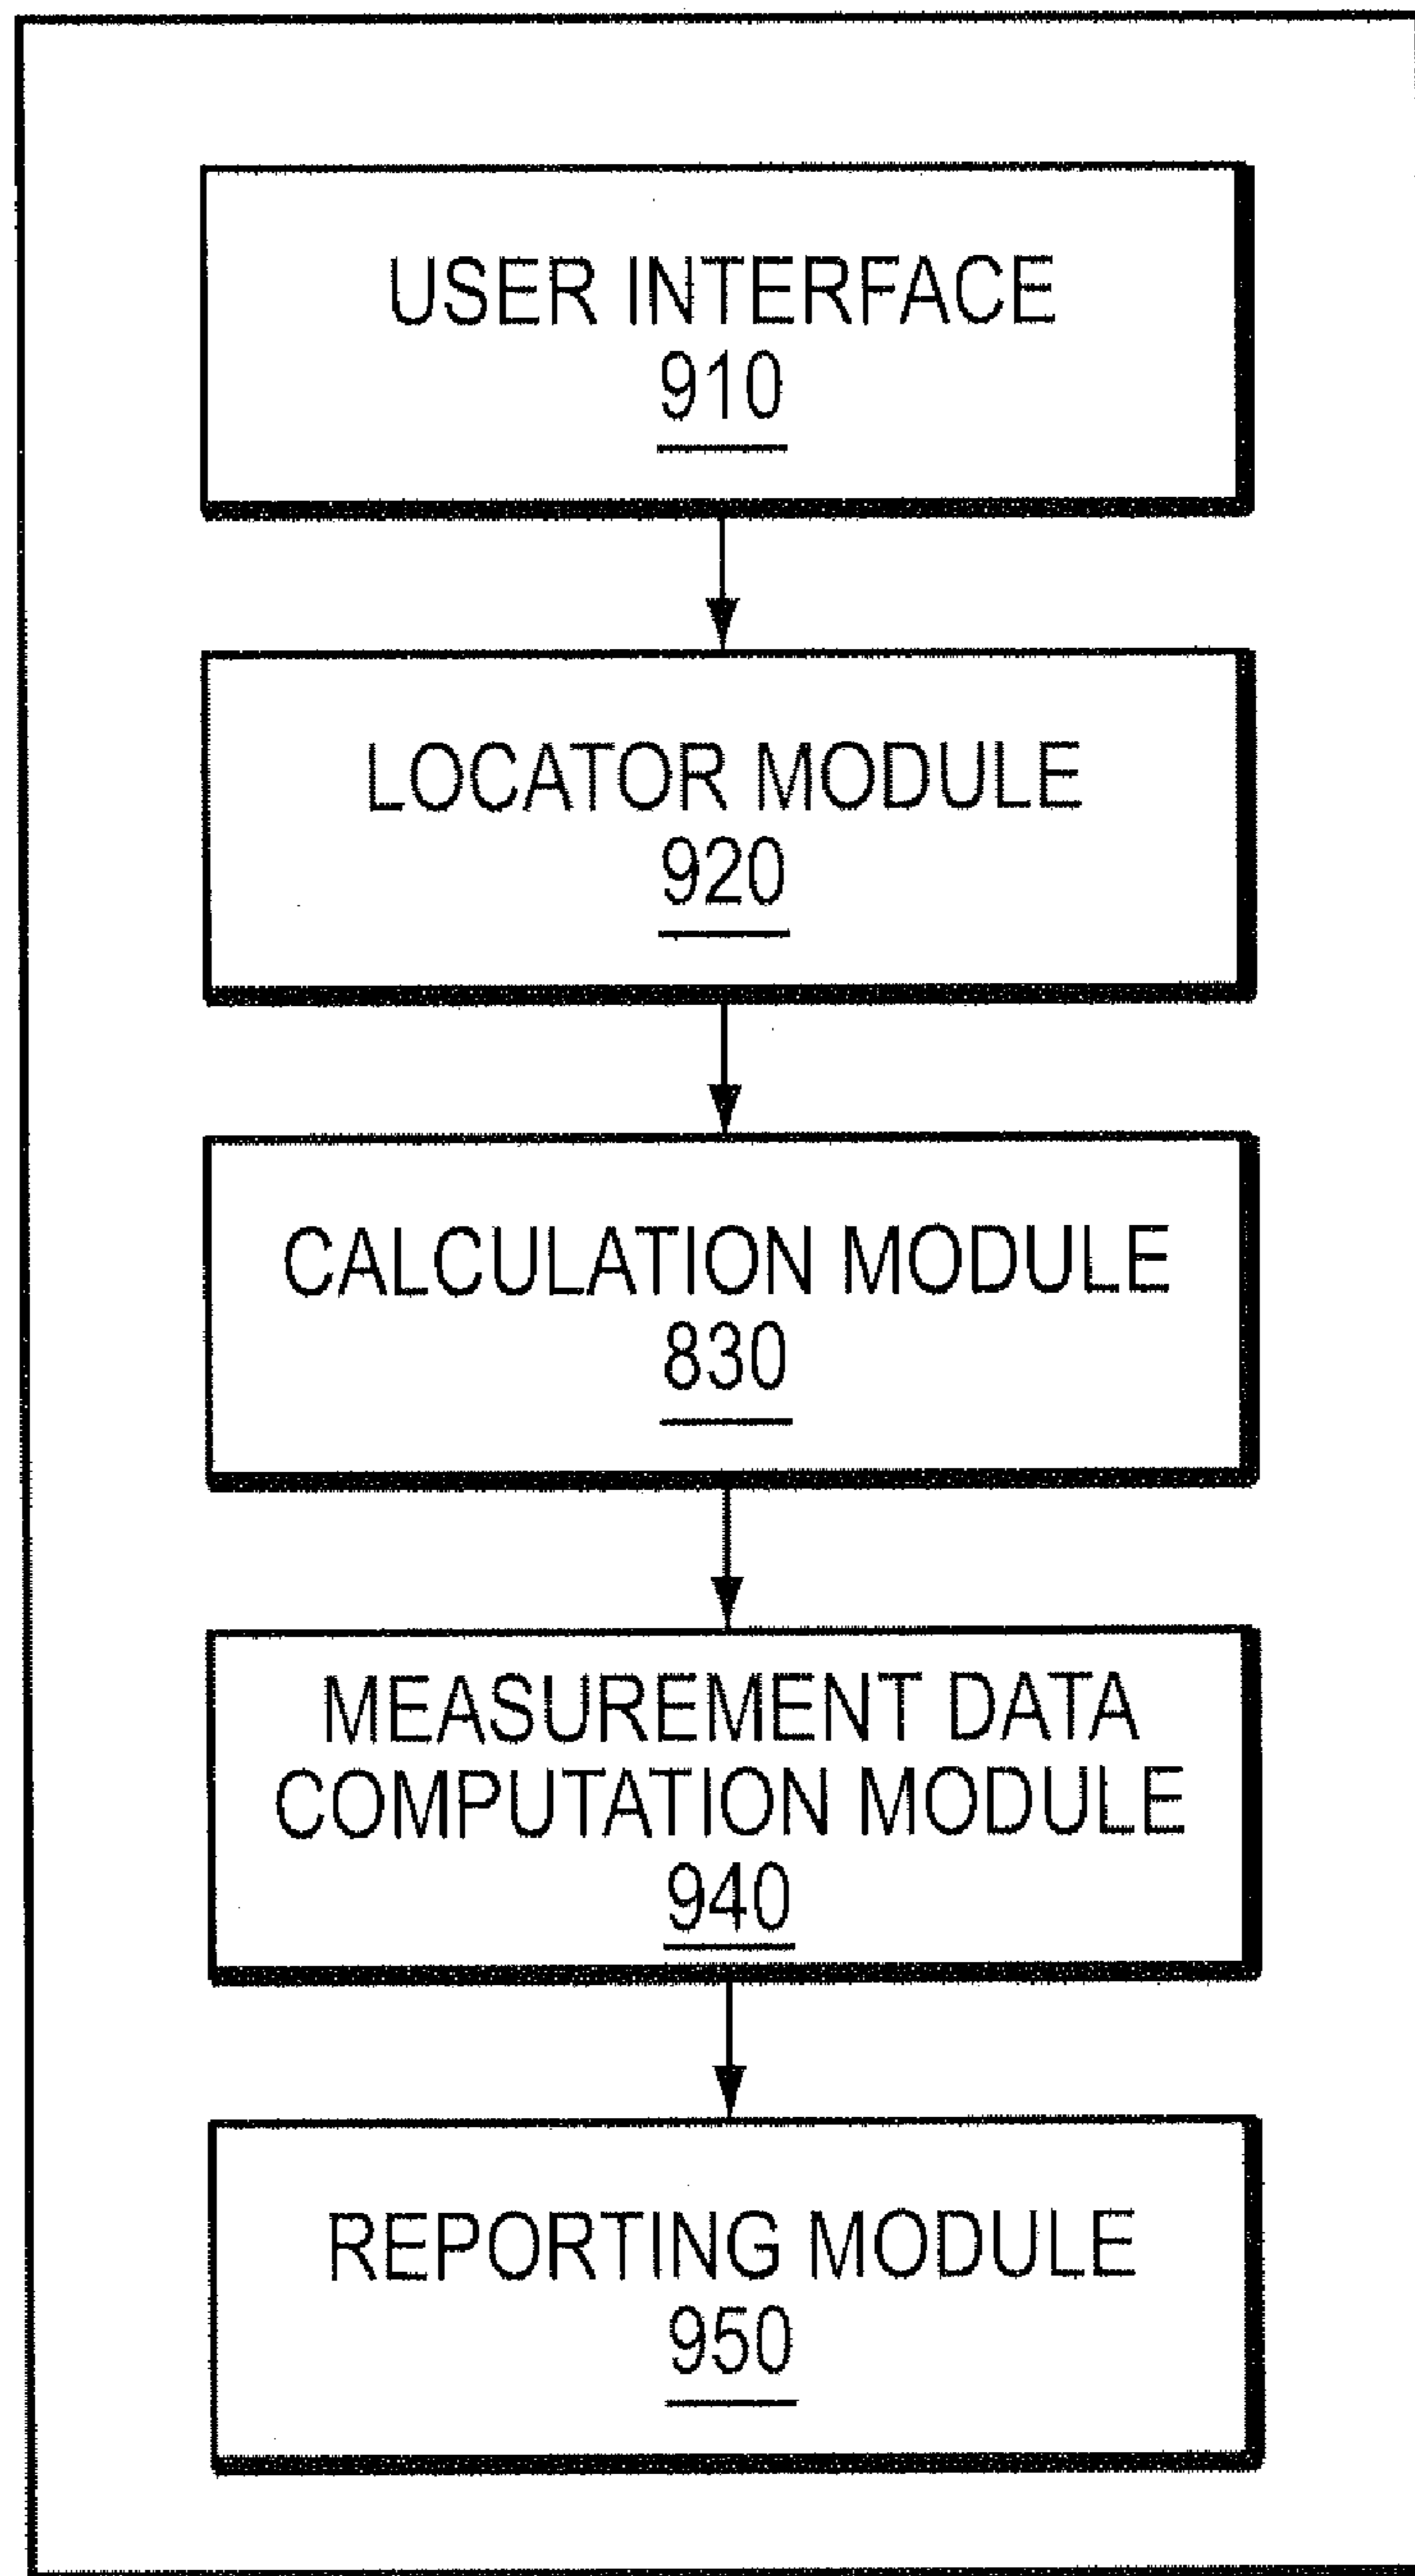 USER INTERFACE
910
LOCATOR MODULE
920
CALCULATION MODULE
830
MEASUREMENT DATA
COMPUTATION MODULE
940
REPORTING MODULE
950